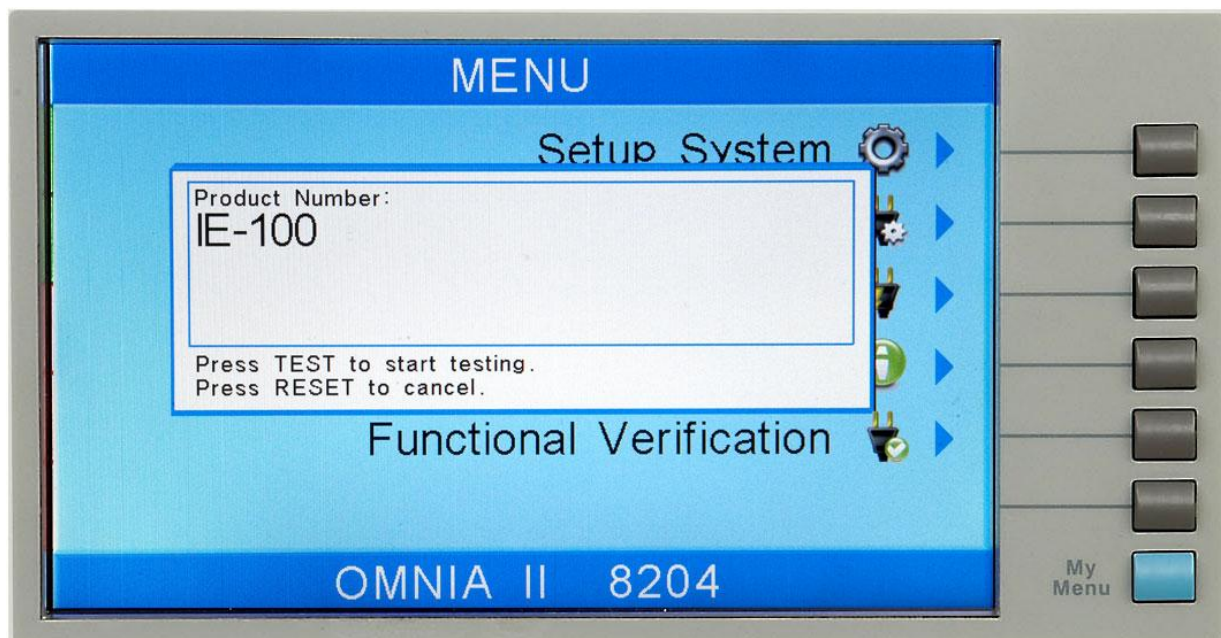 MENU
Setup System
Product Number:
IE-100
Press TEST to start testing.
Press RESET to cancel.
Functional Verification
OMNIA II 8204
My
Menu